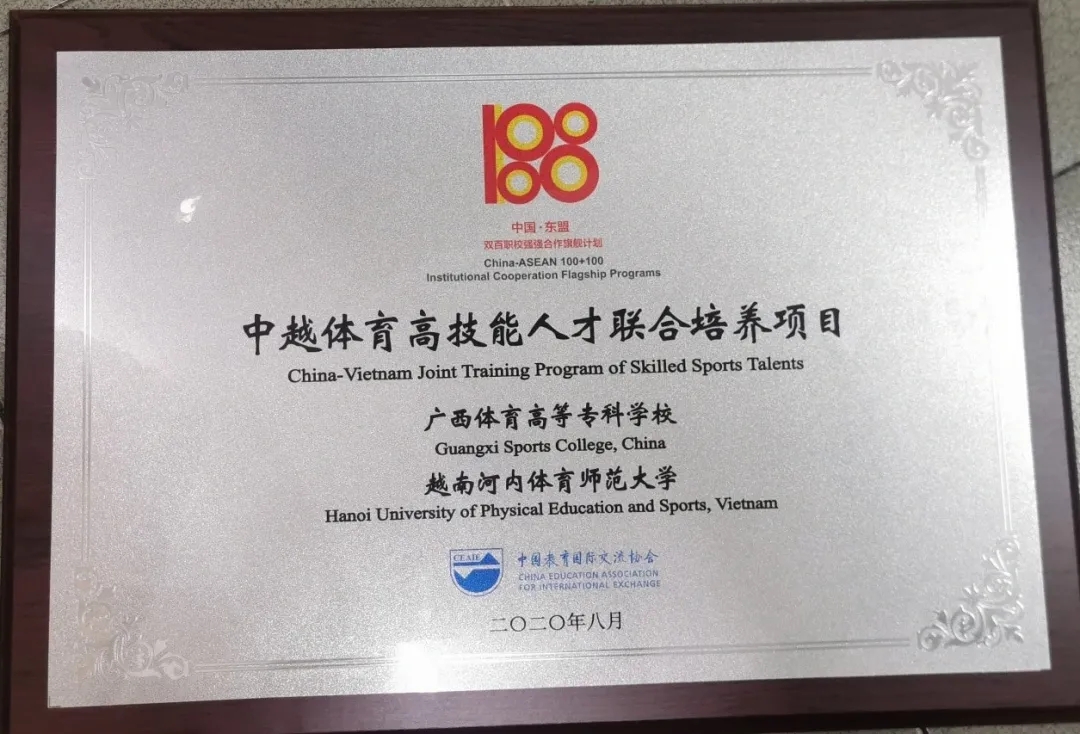 中国·东盟
双百职校强强合作旗舰计划
China-ASEAN 100+100
Institutional Cooperation Flagship Programs
中越体育高技能人才联合培养项目
China-Vietnam Joint Training Program of Skilled Sports Talents
广西体育高等专科学校
Guangxi Sports College, China
越南河内体育师范大学
Hanoi University of Physical Education and Sports, Vietnam
CEAIE
中国教育国际交流协会
CHINA EDUCATION ASSOCIATION
FOR INTERNATIONAL EXCHANGE
二〇二〇年八月